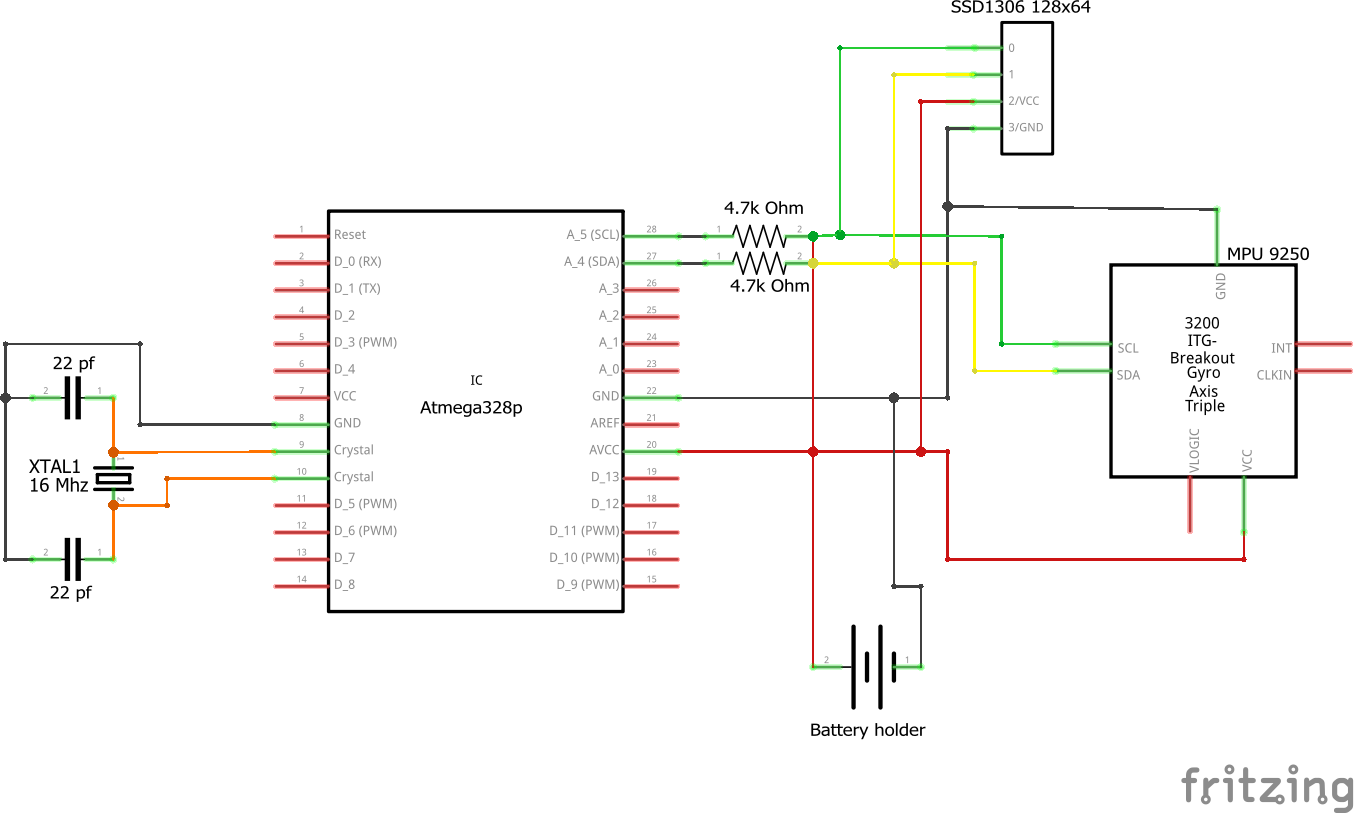 SSD1306 128x64
0
1
2/VCC
3/GND
4.7k Ohm
1
2
1
2
4.7k Ohm
IC
Atmega328p
1 Reset
2 D_0 (RX)
3 D_1 (TX)
4 D_2
5 D_3 (PWM)
6 D_4
7 VCC
8 GND
9 Crystal
10 Crystal
11 D_5 (PWM)
12 D_6 (PWM)
13 D_7
14 D_8
A_5 (SCL) 28
A_4 (SDA) 27
A_3 26
A_2 25
A_1 24
A_0 23
GND 22
AREF 21
AVCC 20
D_13 19
D_12 18
D_11 (PWM) 17
D_10 (PWM) 16
D_9 (PWM) 15
22 pf
2 1
1
XTAL1
16 Mhz
2
2 1
22 pf
MPU 9250
GND
3200
ITG-
Breakout
Gyro
Axis
Triple
SCL
SDA
INT
CLKIN
VLOGIC
VCC
2 1
Battery holder
fritzing